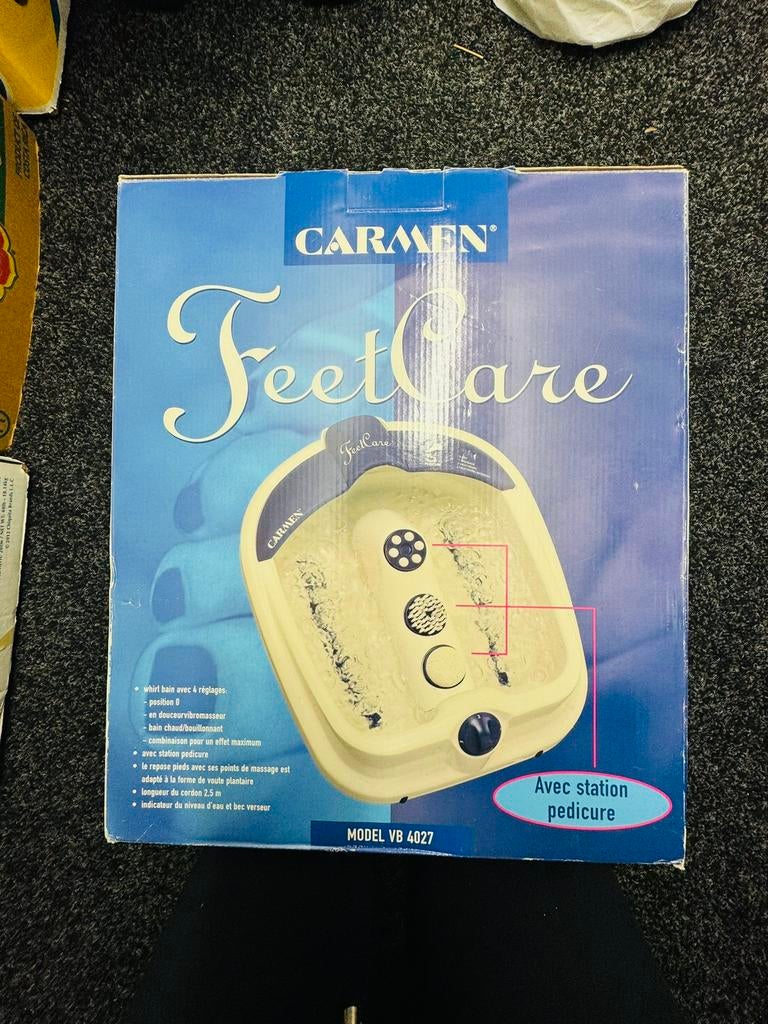 CARMEN®
FeetCare
FeetCare
CARMEN
• whirl bain avec 4 réglages:
- position 0
- en douceurvibromasseur
- bain chaud/bouillonnant
- combinaison pour un effet maximum
• avec station pedicure
• le repose pieds avec ses points de massage est
adapté à la forme de voute plantaire
• longueur du cordon 2,5 m
• indicateur du niveau d'eau et bec verseur
Avec station
pedicure
MODEL VB 4027